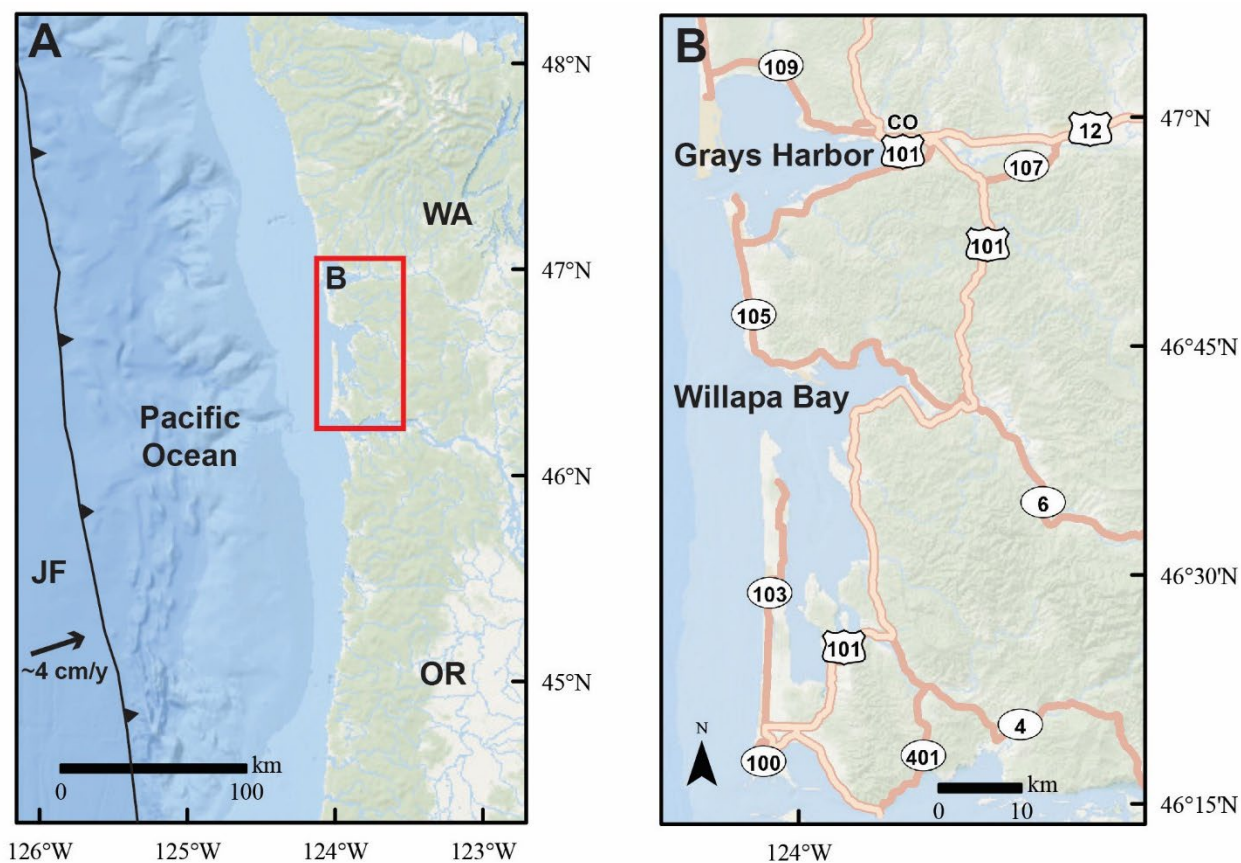 A
48°N
WA
47°N
B
Pacific
Ocean
46°N
JF
~4 cm/y
OR
45°N
km
0 100
126°W 125°W 124°W 123°W
B
109
CO
47°N
12
Grays Harbor
101
107
101
105
46°45'N
Willapa Bay
6
46°30'N
103
101
N
4
100
401
km
0 10
46°15'N
124°W